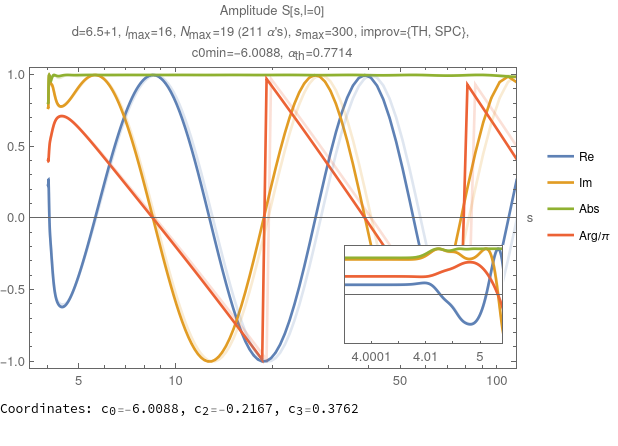 Amplitude S[s,l=0]
d=6.5+1, lmax=16, Nmax=19 (211 α's), smax=300, improv={TH, SPC},
c0min=−6.0088, αth=0.7714
1.0
0.5
0.0
−0.5
−1.0
5
10
50
100
s
4.0001
4.01
5
Re
Im
Abs
Arg/π
Coordinates: c0=−6.0088, c2=−0.2167, c3=0.3762